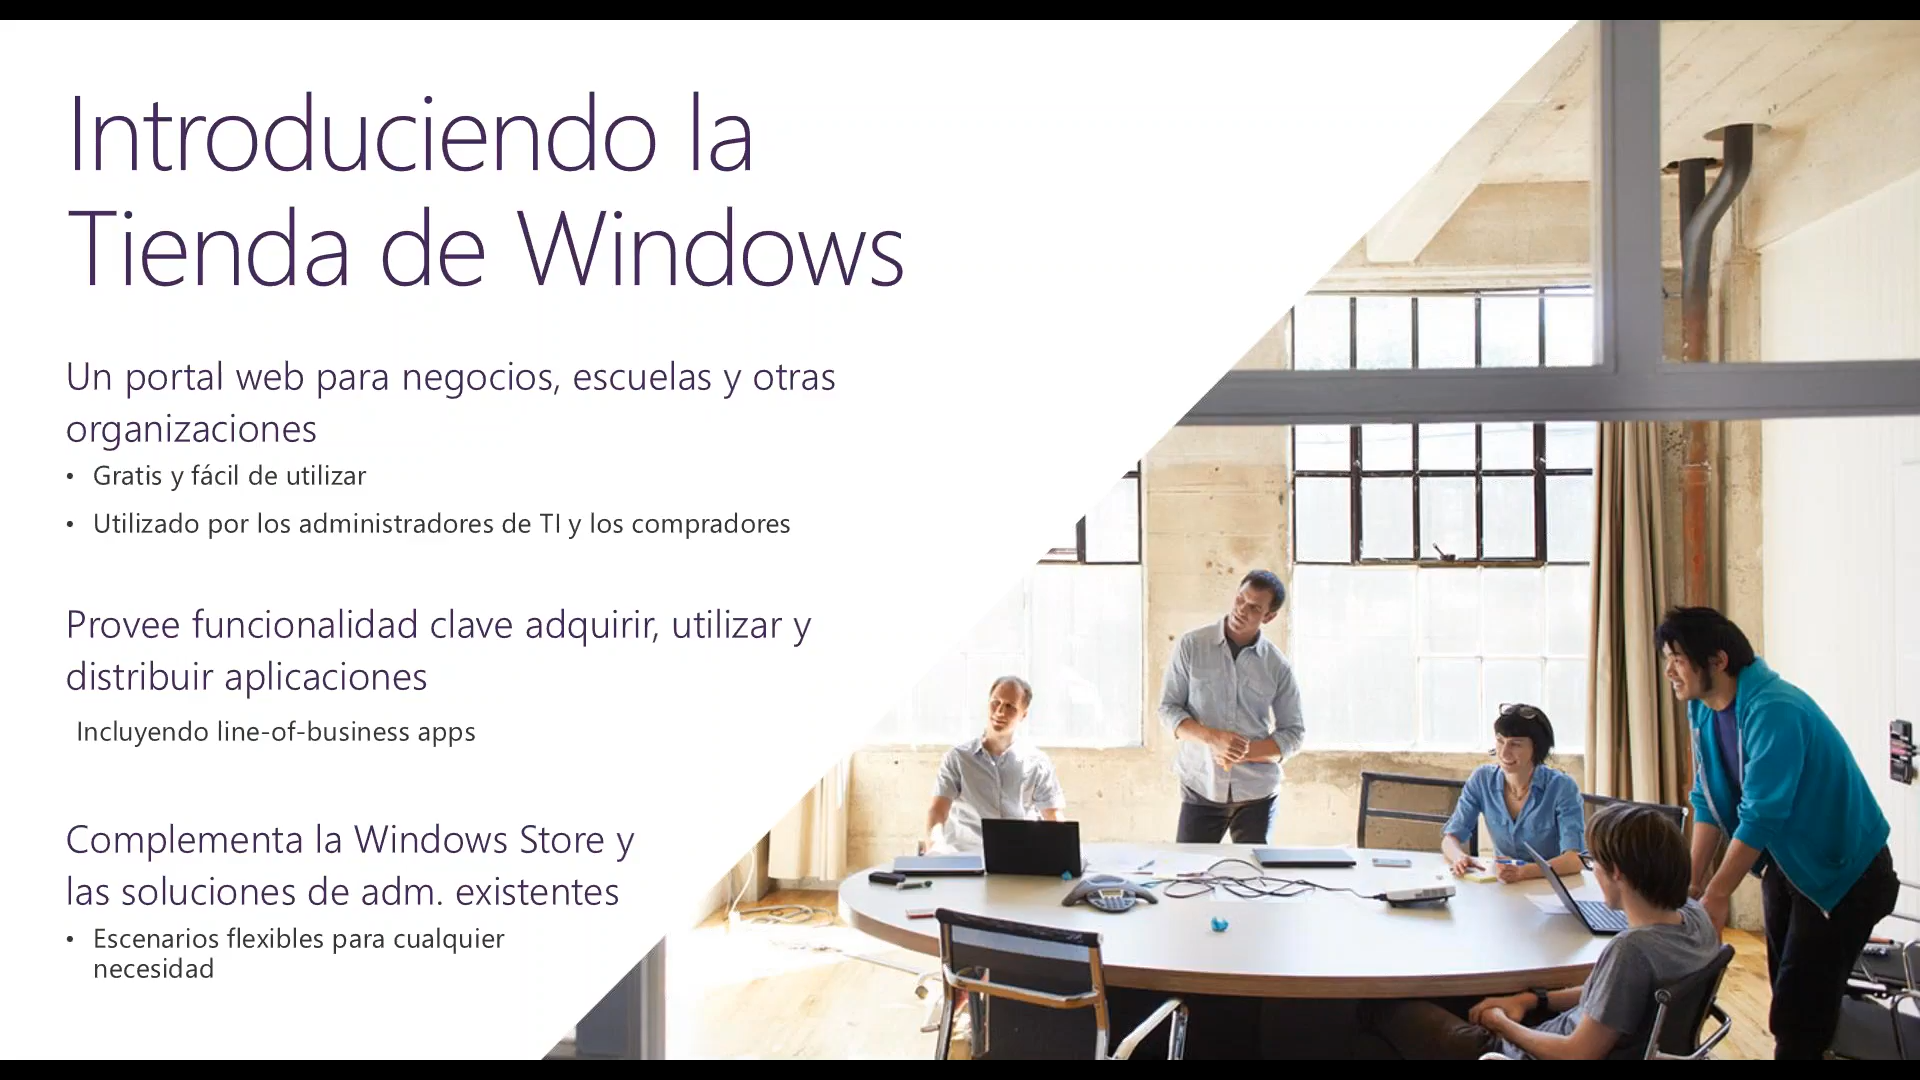 Introduciendo la
Tienda de Windows
Un portal web para negocios, escuelas y otras
organizaciones
• Gratis y fácil de utilizar
• Utilizado por los administradores de TI y los compradores
Provee funcionalidad clave adquirir, utilizar y
distribuir aplicaciones
Incluyendo line-of-business apps
Complementa la Windows Store y
las soluciones de adm. existentes
• Escenarios flexibles para cualquier
necesidad